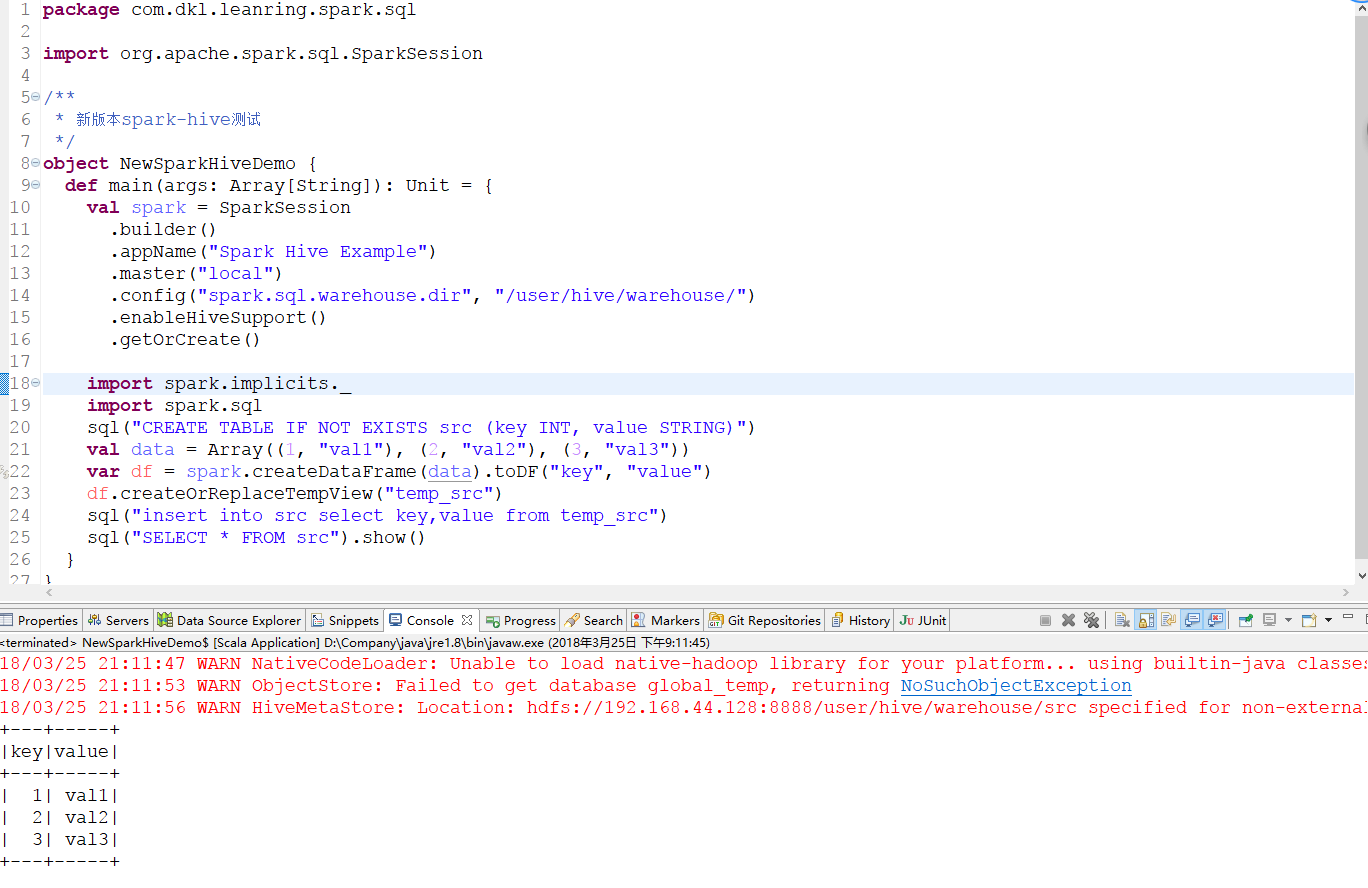 1 package com.dkl.leanring.spark.sql
2
3 import org.apache.spark.sql.SparkSession
4
5 /**
6  * 新版本spark-hive测试
7  */
8 object NewSparkHiveDemo {
9   def main(args: Array[String]): Unit = {
10     val spark = SparkSession
11       .builder()
12       .appName("Spark Hive Example")
13       .master("local")
14       .config("spark.sql.warehouse.dir", "/user/hive/warehouse/")
15       .enableHiveSupport()
16       .getOrCreate()
17
18     import spark.implicits._
19     import spark.sql
20     sql("CREATE TABLE IF NOT EXISTS src (key INT, value STRING)")
21     val data = Array((1, "val1"), (2, "val2"), (3, "val3"))
22     var df = spark.createDataFrame(data).toDF("key", "value")
23     df.createOrReplaceTempView("temp_src")
24     sql("insert into src select key,value from temp_src")
25     sql("SELECT * FROM src").show()
26   }
27 }
Properties Servers Data Source Explorer Snippets Console Progress Search Markers Git Repositories History JUnit
<terminated> NewSparkHiveDemo$ [Scala Application] D:\Company\java\jre1.8\bin\javaw.exe (2018年3月25日 下午9:11:45)
18/03/25 21:11:47 WARN NativeCodeLoader: Unable to load native-hadoop library for your platform... using builtin-java classes
18/03/25 21:11:53 WARN ObjectStore: Failed to get database global_temp, returning NoSuchObjectException
18/03/25 21:11:56 WARN HiveMetaStore: Location: hdfs://192.168.44.128:8888/user/hive/warehouse/src specified for non-external
+---+-----+
|key|value|
+---+-----+
|  1| val1|
|  2| val2|
|  3| val3|
+---+-----+